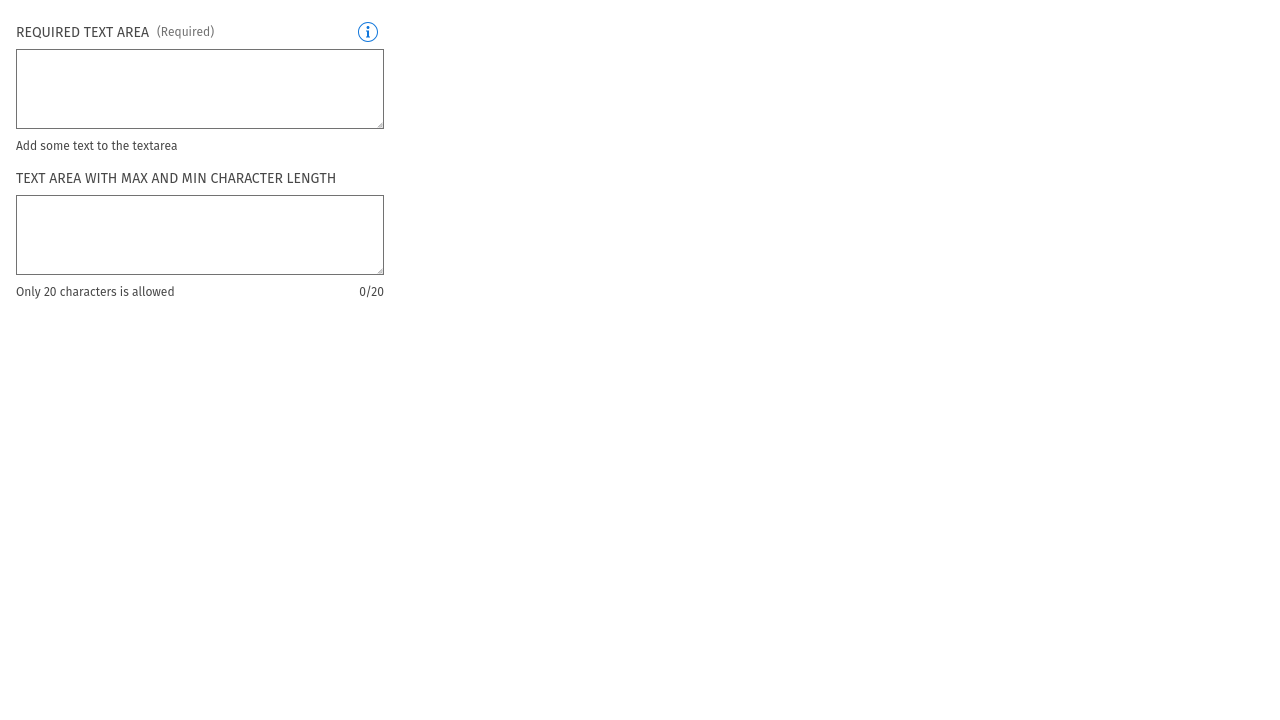 REQUIRED TEXT AREA (Required)
Add some text to the textarea
TEXT AREA WITH MAX AND MIN CHARACTER LENGTH
Only 20 characters is allowed 0/20